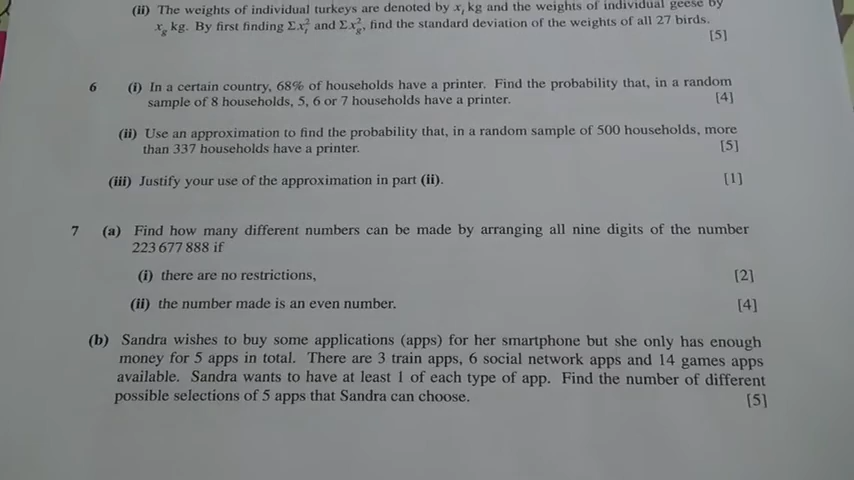 (ii) The weights of individual turkeys are denoted by xₜ kg and the weights of individual geese by
x_g kg. By first finding Σxₜ² and Σx_g², find the standard deviation of the weights of all 27 birds.
[5]
6 (i) In a certain country, 68% of households have a printer. Find the probability that, in a random
sample of 8 households, 5, 6 or 7 households have a printer. [4]
(ii) Use an approximation to find the probability that, in a random sample of 500 households, more
than 337 households have a printer. [5]
(iii) Justify your use of the approximation in part (ii). [1]
7 (a) Find how many different numbers can be made by arranging all nine digits of the number
223 677 888 if
(i) there are no restrictions, [2]
(ii) the number made is an even number. [4]
(b) Sandra wishes to buy some applications (apps) for her smartphone but she only has enough
money for 5 apps in total. There are 3 train apps, 6 social network apps and 14 games apps
available. Sandra wants to have at least 1 of each type of app. Find the number of different
possible selections of 5 apps that Sandra can choose. [5]